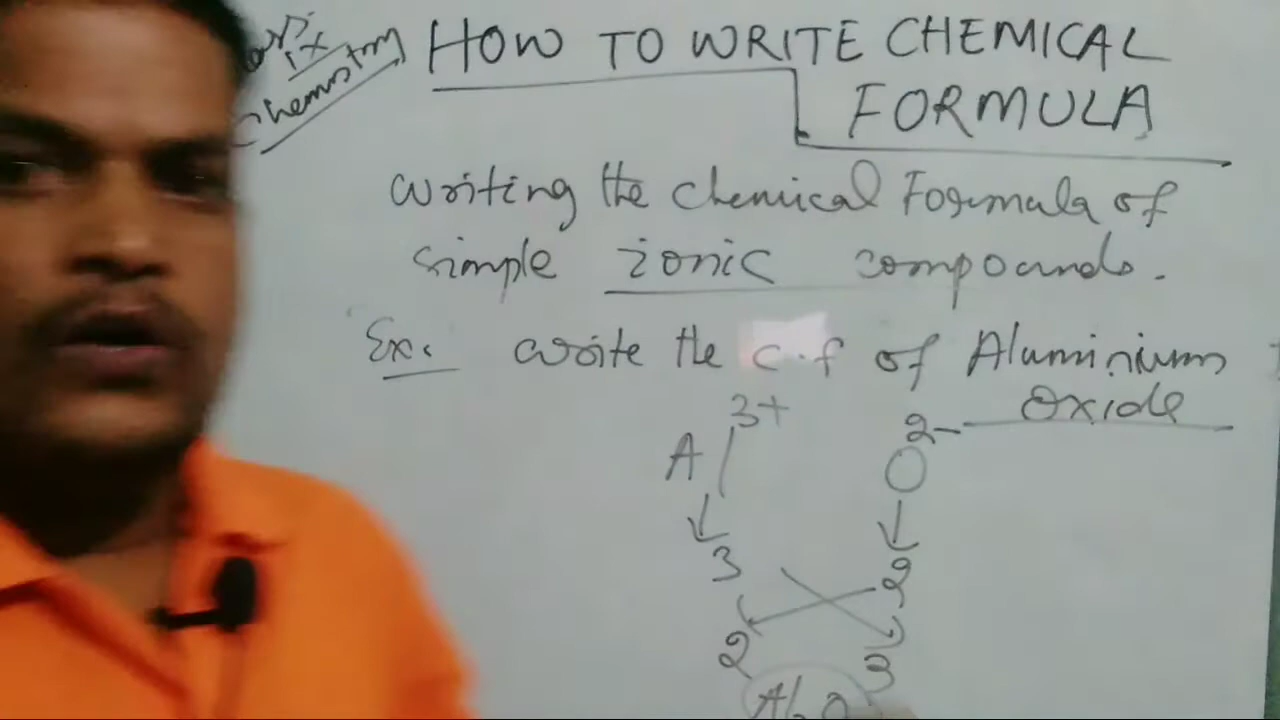 IX
Chemistry
HOW TO WRITE CHEMICAL
FORMULA
Writing the Chemical Formula of
simple ionic compounds.
Ex: Write the c.f of Aluminium
Oxide
Al 3+ O 2-
3 2
2 3